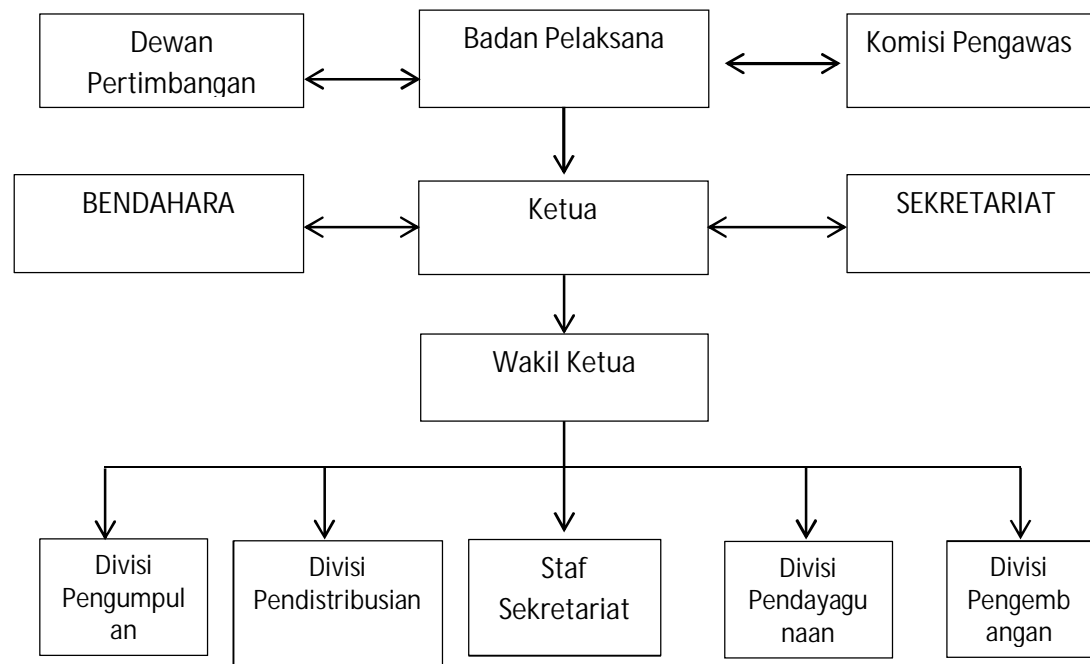 Dewan
Pertimbangan
Badan Pelaksana
Komisi Pengawas
BENDAHARA
Ketua
SEKRETARIAT
Wakil Ketua
Divisi
Pengumpul
an
Divisi
Pendistribusian
Staf
Sekretariat
Divisi
Pendayagu
naan
Divisi
Pengemb
angan